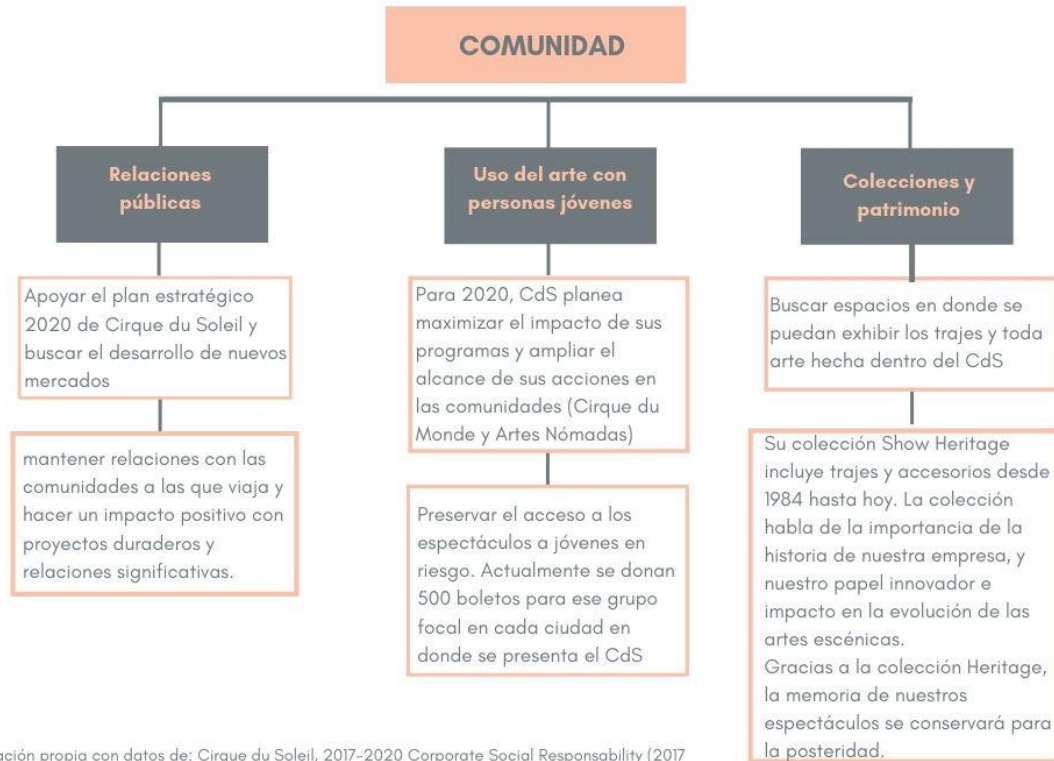 COMUNIDAD
Relaciones
públicas
Apoyar el plan estratégico
2020 de Cirque du Soleil y
buscar el desarrollo de nuevos
mercados
mantener relaciones con las
comunidades a las que viaja y
hacer un impacto positivo con
proyectos duraderos y
relaciones significativas.
Uso del arte con
personas jóvenes
Para 2020, CdS planea
maximizar el impacto de sus
programas y ampliar el
alcance de sus acciones en
las comunidades (Cirque du
Monde y Artes Nómadas)
Preservar el acceso a los
espectáculos a jóvenes en
riesgo. Actualmente se donan
500 boletos para ese grupo
focal en cada ciudad en
donde se presenta el CdS
Colecciones y
patrimonio
Buscar espacios en donde se
puedan exhibir los trajes y toda
arte hecha dentro del CdS
Su colección Show Heritage
incluye trajes y accesorios desde
1984 hasta hoy. La colección
habla de la importancia de la
historia de nuestra empresa, y
nuestro papel innovador e
impacto en la evolución de las
artes escénicas.
Gracias a la colección Heritage,
la memoria de nuestros
espectáculos se conservará para
la posteridad.
ación propia con datos de: Cirque du Soleil, 2017-2020 Corporate Social Responsability (2017